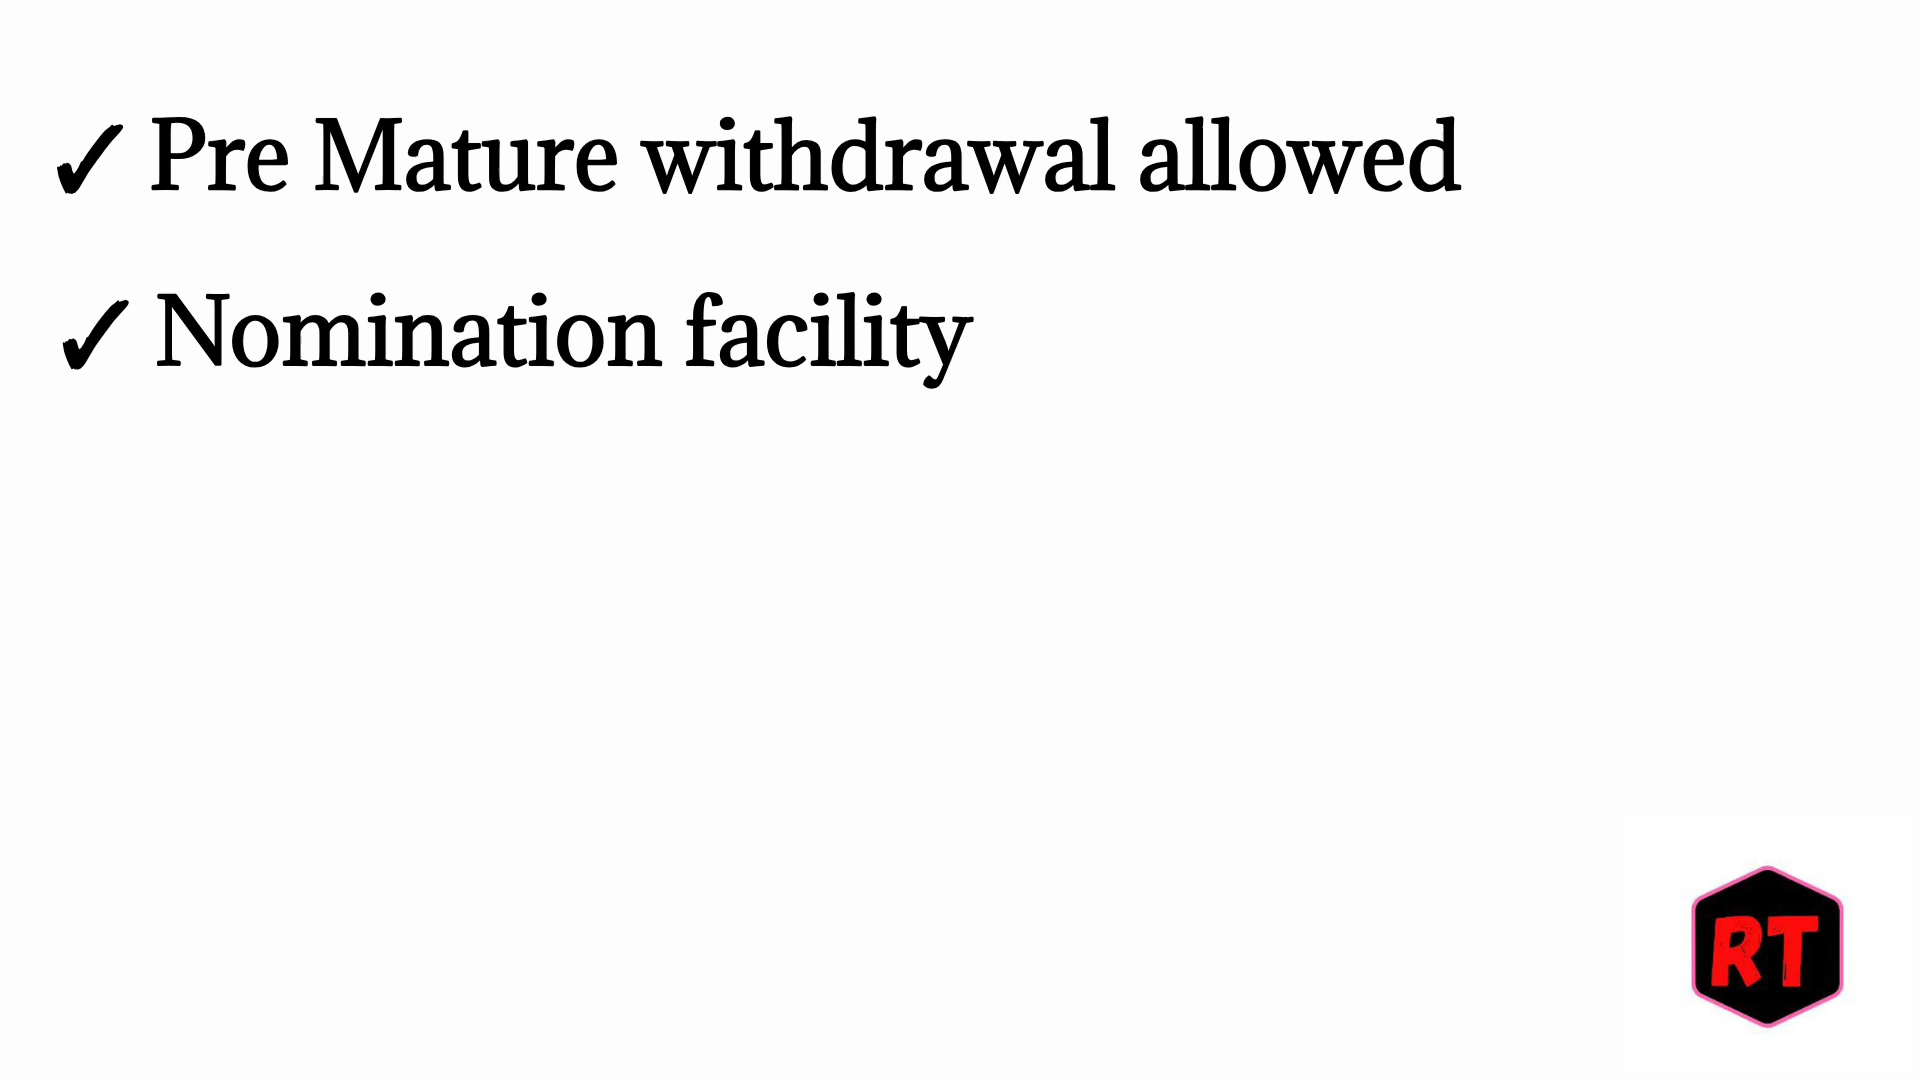 ✓ Pre Mature withdrawal allowed
✓ Nomination facility
RT